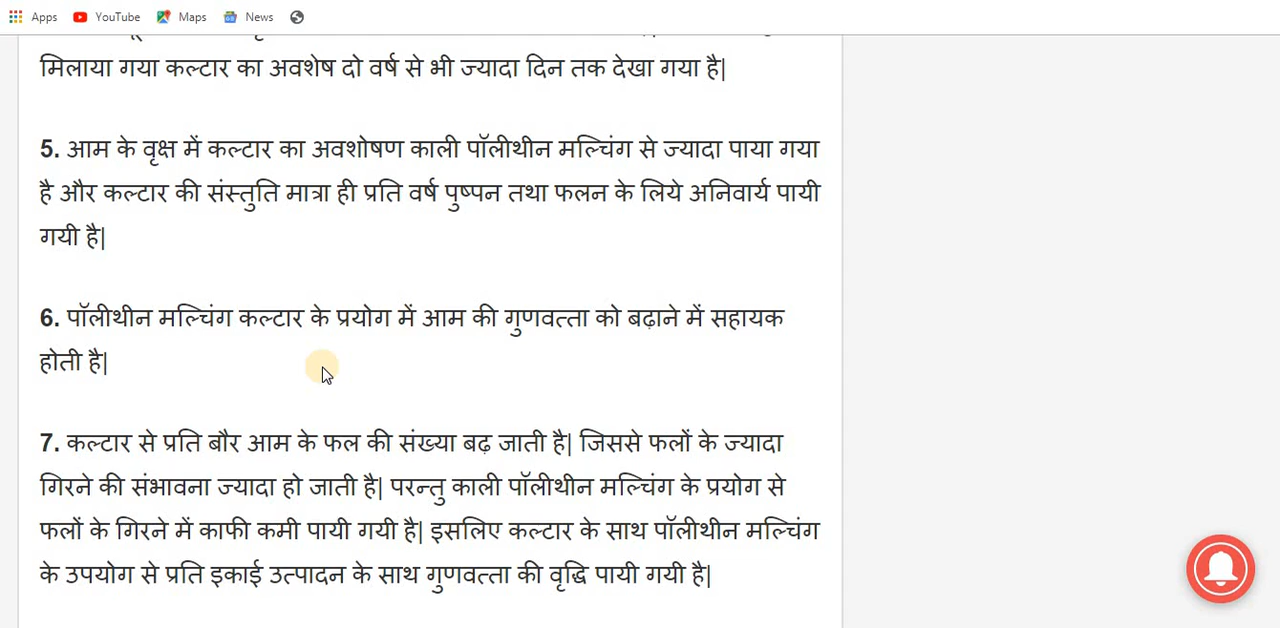 Apps YouTube Maps News
मिलाया गया कल्टार का अवशेष दो वर्ष से भी ज्यादा दिन तक देखा गया है|
5. आम के वृक्ष में कल्टार का अवशोषण काली पॉलीथीन मल्चिंग से ज्यादा पाया गया
है और कल्टार की संस्तुति मात्रा ही प्रति वर्ष पुष्पन तथा फलन के लिये अनिवार्य पायी
गयी है|
6. पॉलीथीन मल्चिंग कल्टार के प्रयोग में आम की गुणवत्ता को बढ़ाने में सहायक
होती है|
7. कल्टार से प्रति बौर आम के फल की संख्या बढ़ जाती है| जिससे फलों के ज्यादा
गिरने की संभावना ज्यादा हो जाती है| परन्तु काली पॉलीथीन मल्चिंग के प्रयोग से
फलों के गिरने में काफी कमी पायी गयी है| इसलिए कल्टार के साथ पॉलीथीन मल्चिंग
के उपयोग से प्रति इकाई उत्पादन के साथ गुणवत्ता की वृद्धि पायी गयी है|